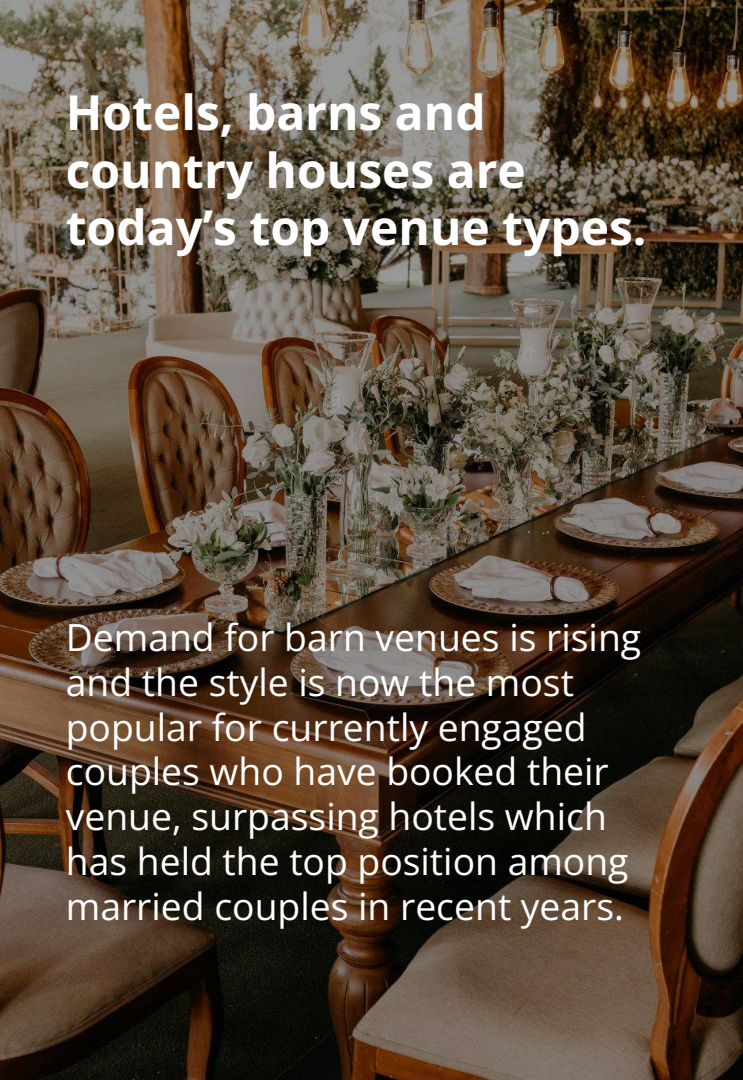 Hotels, barns and
country houses are
today’s top venue types.
Demand for barn venues is rising
and the style is now the most
popular for currently engaged
couples who have booked their
venue, surpassing hotels which
has held the top position among
married couples in recent years.